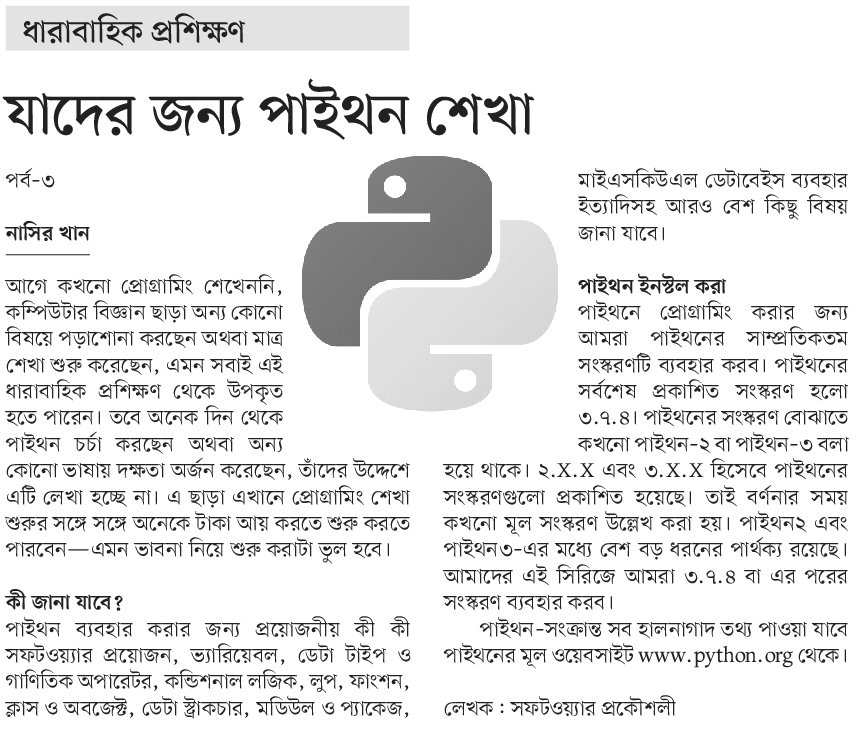 ধারাবাহিক প্রশিক্ষণ
যাদের জন্য পাইথন শেখা
পর্ব-৩
নাসির খান
আগে কখনো প্রোগ্রামিং শেখেননি,
কম্পিউটার বিজ্ঞান ছাড়া অন্য কোনো
বিষয়ে পড়াশোনা করছেন অথবা মাত্র
শেখা শুরু করেছেন, এমন সবাই এই
ধারাবাহিক প্রশিক্ষণ থেকে উপকৃত
হতে পারেন। তবে অনেক দিন থেকে
পাইথন চর্চা করছেন অথবা অন্য
কোনো ভাষায় দক্ষতা অর্জন করেছেন, তাঁদের উদ্দেশে
এটি লেখা হচ্ছে না। এ ছাড়া এখানে প্রোগ্রামিং শেখা
শুরুর সঙ্গে সঙ্গে অনেকে টাকা আয় করতে শুরু করতে
পারবেন—এমন ভাবনা নিয়ে শুরু করাটা ভুল হবে।
কী জানা যাবে?
পাইথন ব্যবহার করার জন্য প্রয়োজনীয় কী কী
সফটওয়্যার প্রয়োজন, ভ্যারিয়েবল, ডেটা টাইপ ও
গাণিতিক অপারেটর, কন্ডিশনাল লজিক, লুপ, ফাংশন,
ক্লাস ও অবজেক্ট, ডেটা স্ট্রাকচার, মডিউল ও প্যাকেজ,
মাইএসকিউএল ডেটাবেইস ব্যবহার
ইত্যাদিসহ আরও বেশ কিছু বিষয়
জানা যাবে।
পাইথন ইনস্টল করা
পাইথনে প্রোগ্রামিং করার জন্য
আমরা পাইথনের সাম্প্রতিকতম
সংস্করণটি ব্যবহার করব। পাইথনের
সর্বশেষ প্রকাশিত সংস্করণ হলো
৩.৭.৪। পাইথনের সংস্করণ বোঝাতে
কখনো পাইথন-২ বা পাইথন-৩ বলা
হয়ে থাকে। ২.X.X এবং ৩.X.X হিসেবে পাইথনের
সংস্করণগুলো প্রকাশিত হয়েছে। তাই বর্ণনার সময়
কখনো মূল সংস্করণ উল্লেখ করা হয়। পাইথন২ এবং
পাইথন৩-এর মধ্যে বেশ বড় ধরনের পার্থক্য রয়েছে।
আমাদের এই সিরিজে আমরা ৩.৭.৪ বা এর পরের
সংস্করণ ব্যবহার করব।
পাইথন-সংক্রান্ত সব হালনাগাদ তথ্য পাওয়া যাবে
পাইথনের মূল ওয়েবসাইট www.python.org থেকে।
লেখক : সফটওয়্যার প্রকৌশলী